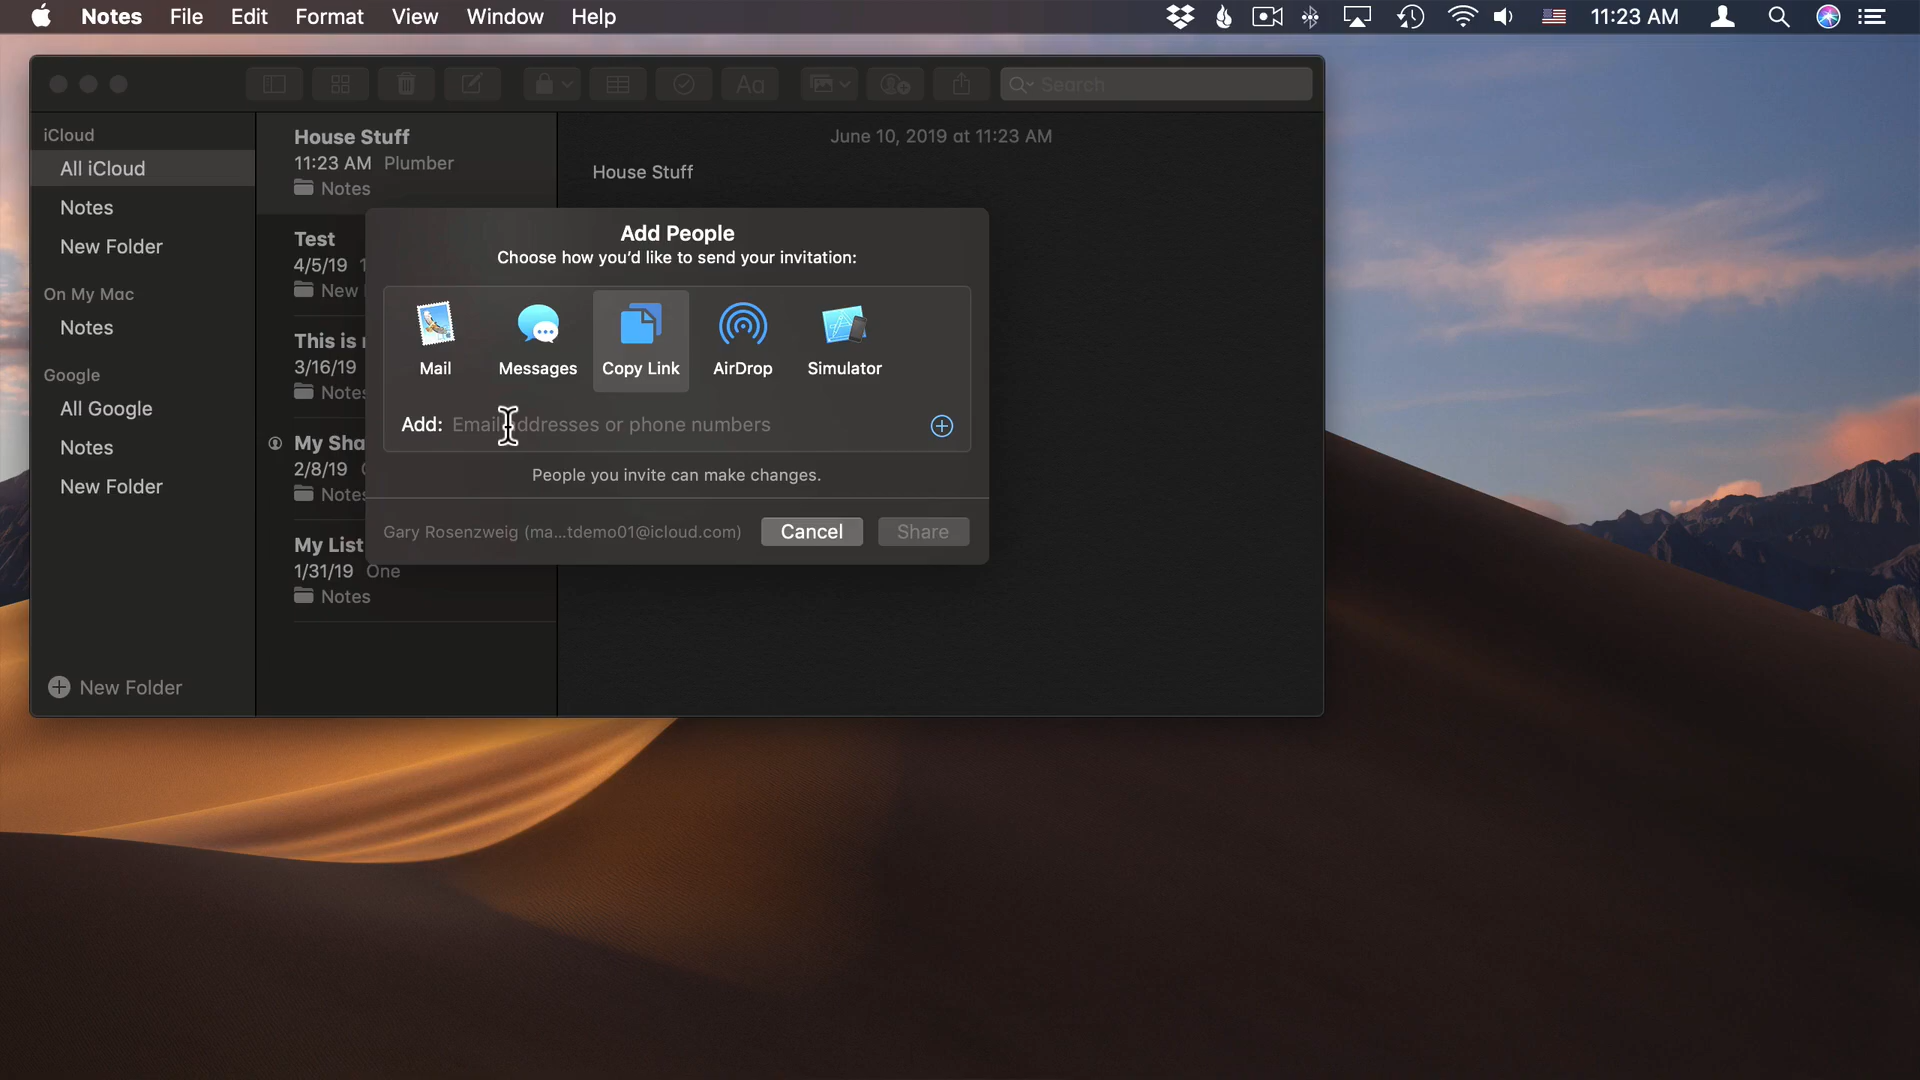 Notes File Edit Format View Window Help 11:23 AM
Search
iCloud
All iCloud
Notes
New Folder
On My Mac
Notes
Google
All Google
Notes
New Folder
New Folder
House Stuff
11:23 AM Plumber
Notes
Test
4/5/19
New
This is
3/16/19
Notes
My Sha
2/8/19
Notes
My List
1/31/19 One
Notes
June 10, 2019 at 11:23 AM
House Stuff
Add People
Choose how you'd like to send your invitation:
Mail Messages Copy Link AirDrop Simulator
Add: Email addresses or phone numbers
People you invite can make changes.
Gary Rosenzweig (ma...tdemo01@icloud.com) Cancel Share